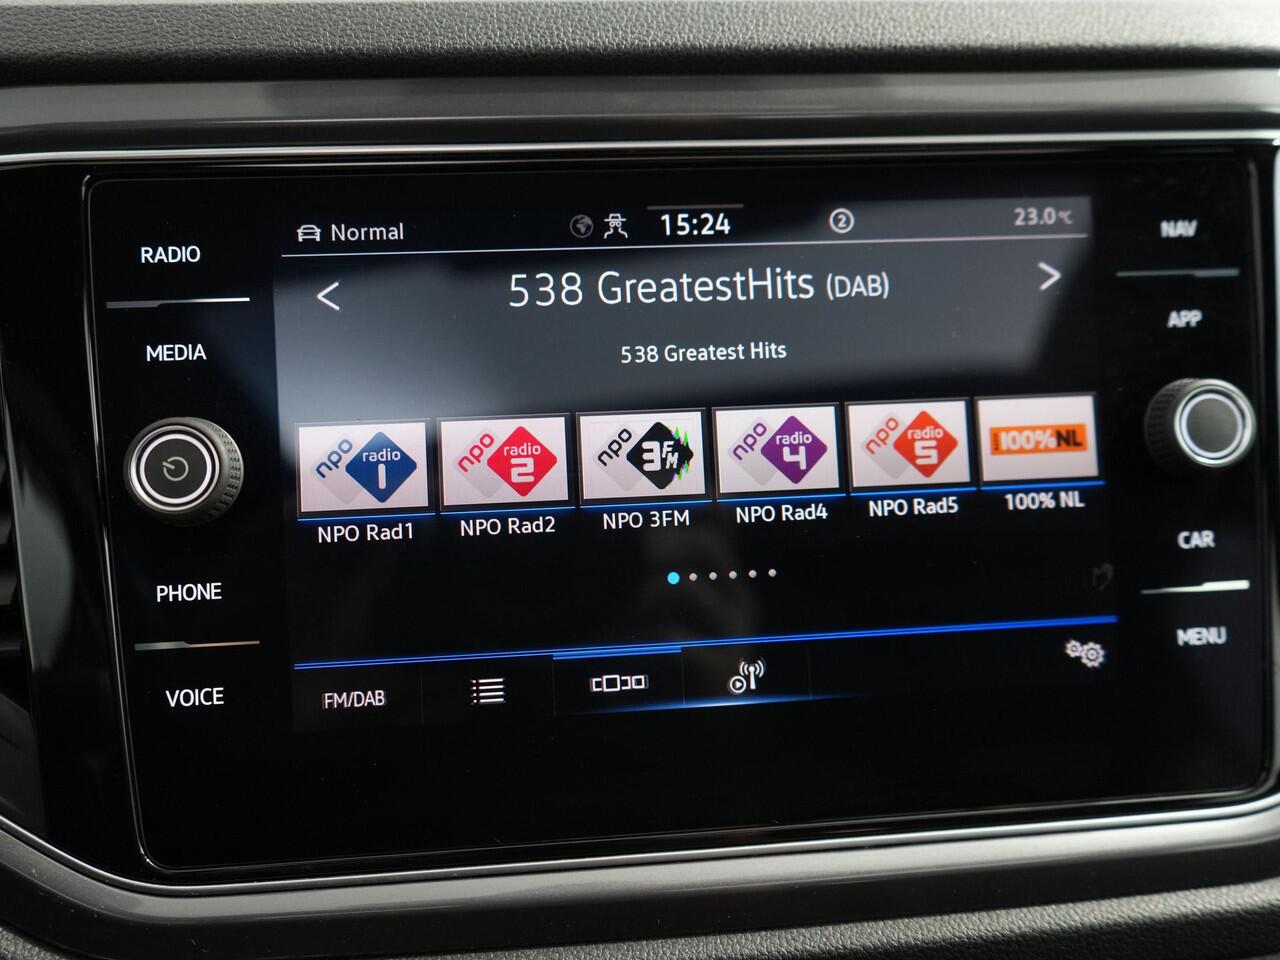 RADIO
MEDIA
PHONE
VOICE
Normal
15:24
2
23.0°C
538 GreatestHits (DAB)
538 Greatest Hits
npo radio 1
npo radio 2
npo 3FM
npo radio 4
npo radio 5
100%NL
NPO Rad1
NPO Rad2
NPO 3FM
NPO Rad4
NPO Rad5
100% NL
FM/DAB
NAV
APP
CAR
MENU